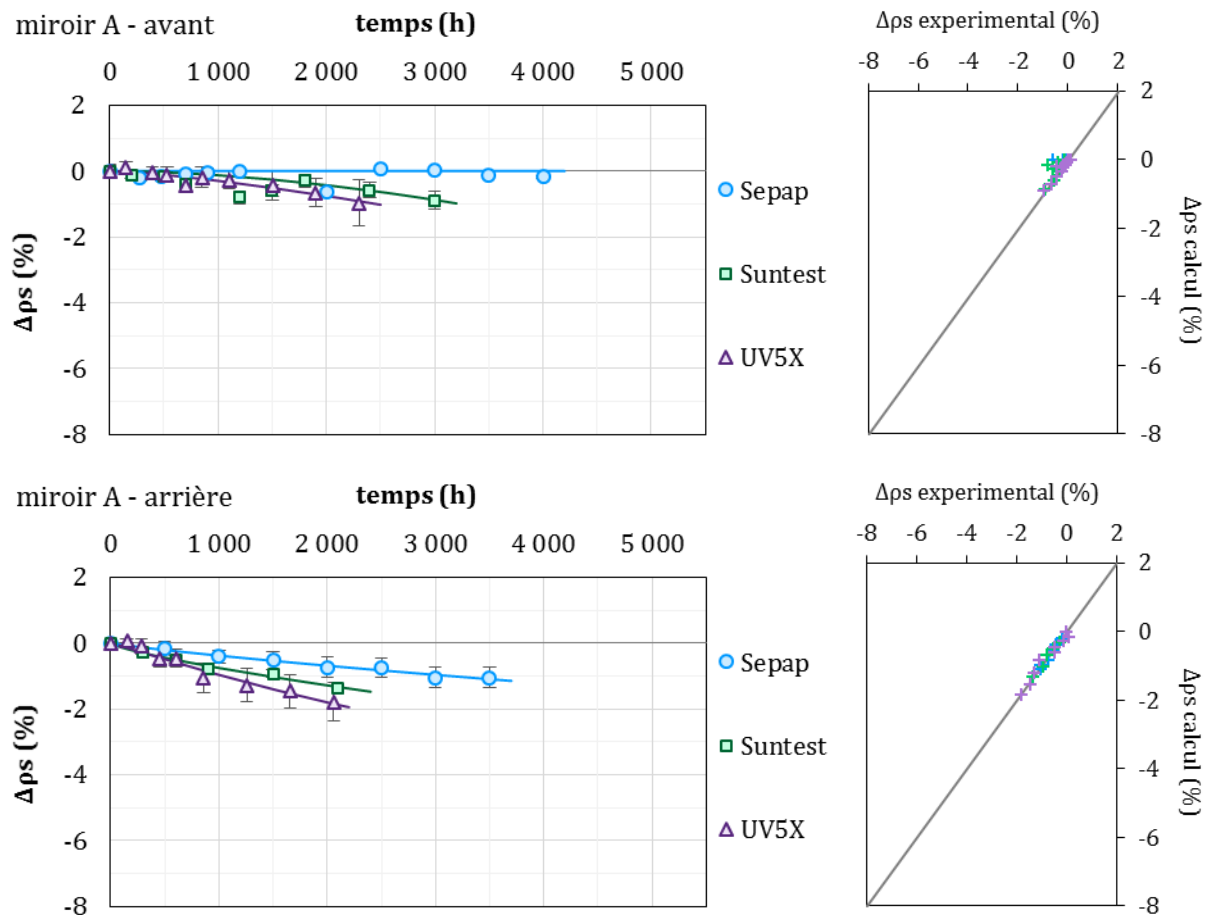 miroir A - avant
temps (h)
0 1 000 2 000 3 000 4 000 5 000
2
0
-2
-4
-6
-8
Δρs (%)
Sepap
Suntest
UV5X
Δρs experimental (%)
-8 -6 -4 -2 0 2
2
0
-2
-4
-6
-8
Δρs calcul (%)
miroir A - arrière
temps (h)
0 1 000 2 000 3 000 4 000 5 000
2
0
-2
-4
-6
-8
Δρs (%)
Sepap
Suntest
UV5X
Δρs experimental (%)
-8 -6 -4 -2 0 2
2
0
-2
-4
-6
-8
Δρs calcul (%)